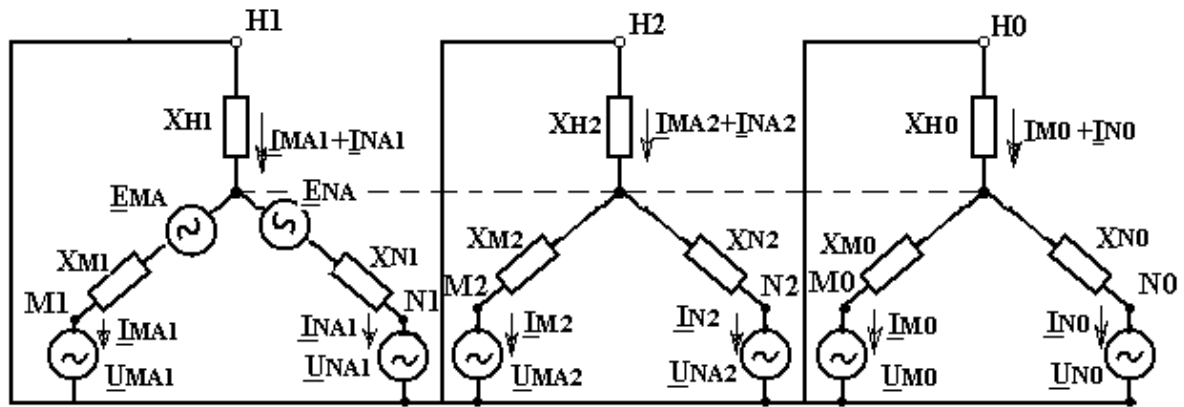 H1 H2 H0
XH1 IMA1+INA1 XH2 IMA2+INA2 XH0 IM0+IN0
EMA ENA
XM1 XN1 XM2 XN2 XM0 XN0
M1 N1 M2 N2 M0 N0
IMA1 INA1 IM2 IN2 IM0 IN0
UMA1 UNA1 UMA2 UNA2 UM0 UN0